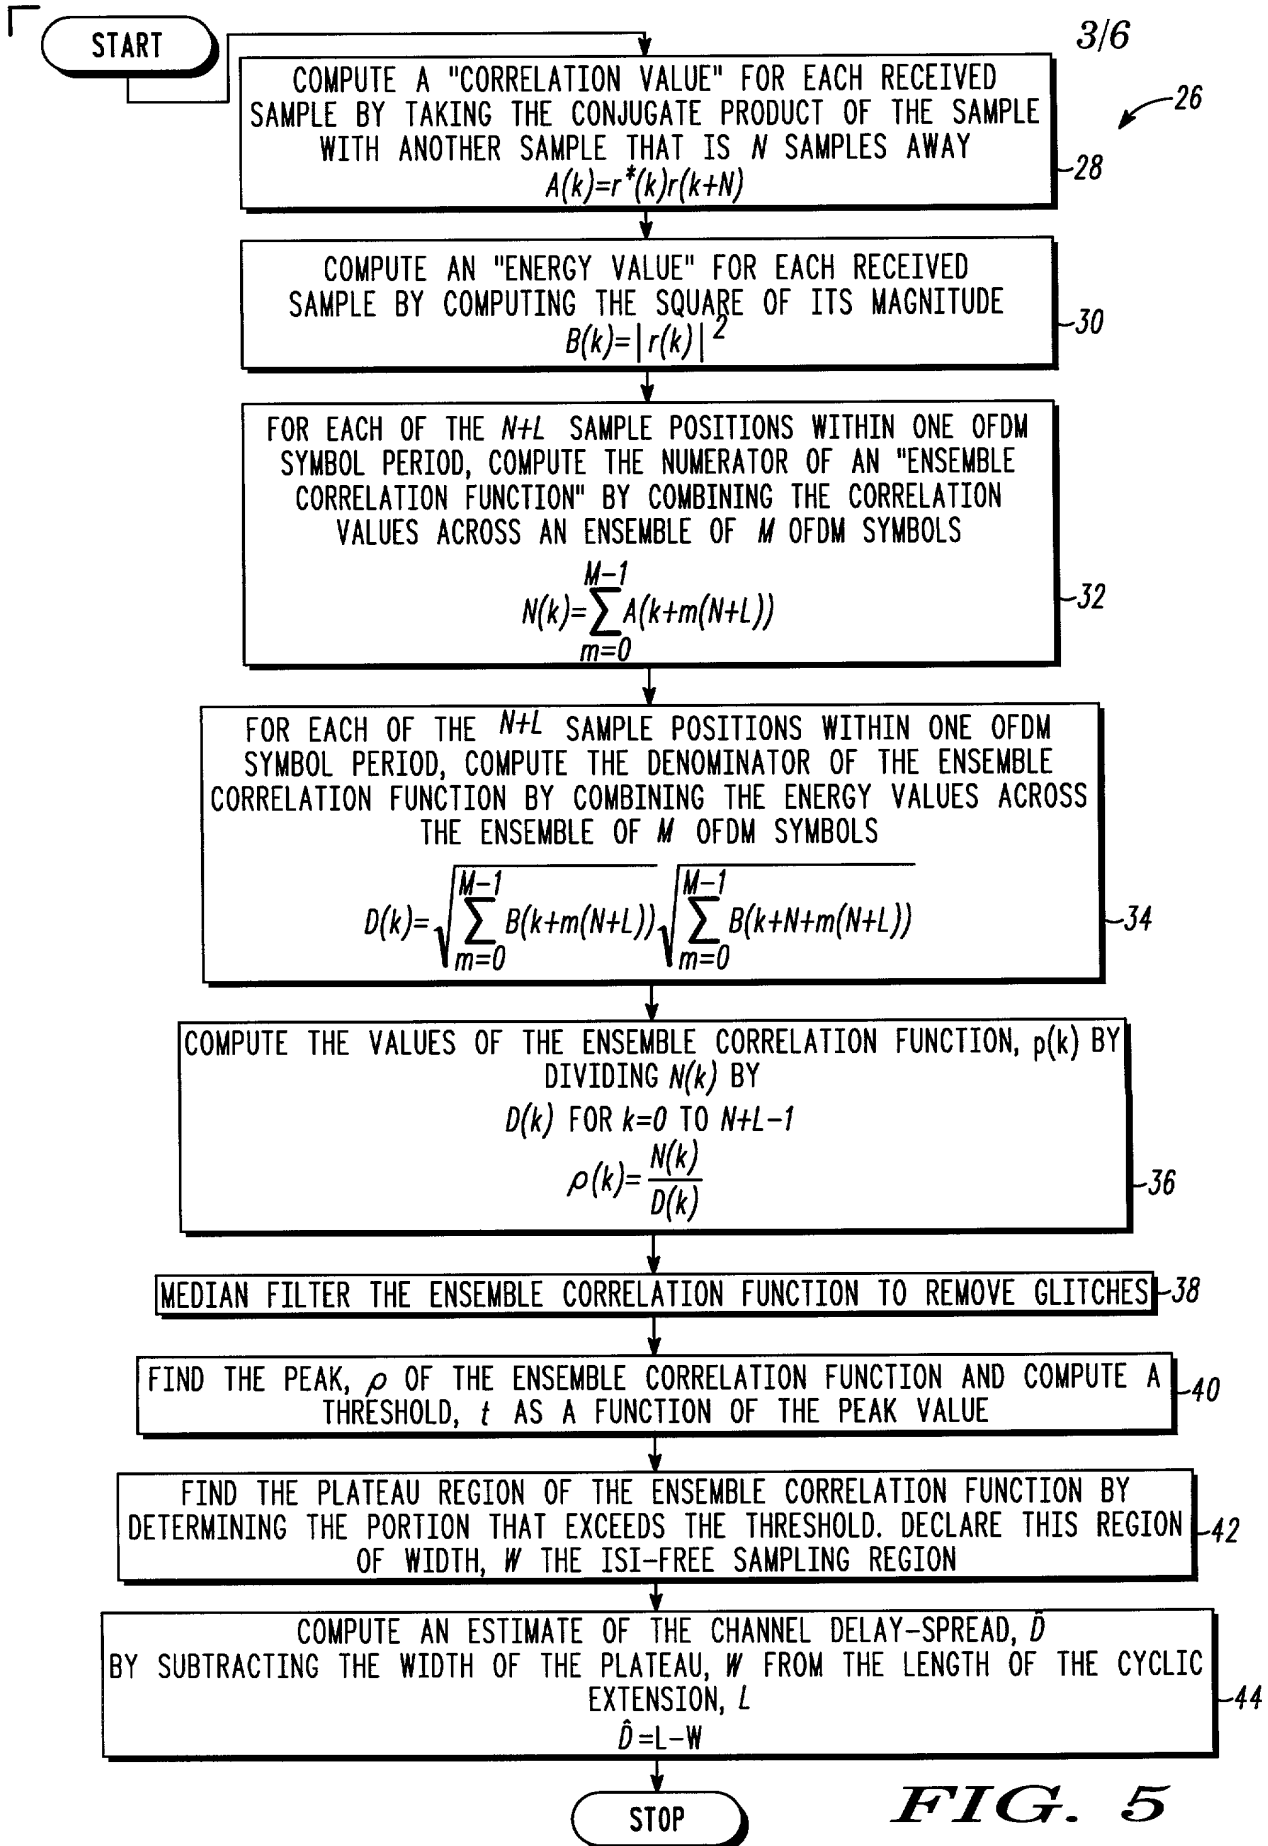 START
3/6
26
COMPUTE A "CORRELATION VALUE" FOR EACH RECEIVED
SAMPLE BY TAKING THE CONJUGATE PRODUCT OF THE SAMPLE
WITH ANOTHER SAMPLE THAT IS N SAMPLES AWAY
A(k)=r*(k)r(k+N)
28
COMPUTE AN "ENERGY VALUE" FOR EACH RECEIVED
SAMPLE BY COMPUTING THE SQUARE OF ITS MAGNITUDE
B(k)=|r(k)|²
30
FOR EACH OF THE N+L SAMPLE POSITIONS WITHIN ONE OFDM
SYMBOL PERIOD, COMPUTE THE NUMERATOR OF AN "ENSEMBLE
CORRELATION FUNCTION" BY COMBINING THE CORRELATION
VALUES ACROSS AN ENSEMBLE OF M OFDM SYMBOLS
M-1
N(k)=∑A(k+m(N+L))
m=0
32
FOR EACH OF THE N+L SAMPLE POSITIONS WITHIN ONE OFDM
SYMBOL PERIOD, COMPUTE THE DENOMINATOR OF THE ENSEMBLE
CORRELATION FUNCTION BY COMBINING THE ENERGY VALUES ACROSS
THE ENSEMBLE OF M OFDM SYMBOLS
M-1 M-1
D(k)=√∑ B(k+m(N+L)) √∑ B(k+N+m(N+L))
m=0 m=0
34
COMPUTE THE VALUES OF THE ENSEMBLE CORRELATION FUNCTION, p(k) BY
DIVIDING N(k) BY
D(k) FOR k=0 TO N+L-1
N(k)
ρ(k)=
D(k)
36
MEDIAN FILTER THE ENSEMBLE CORRELATION FUNCTION TO REMOVE GLITCHES
38
FIND THE PEAK, ρ OF THE ENSEMBLE CORRELATION FUNCTION AND COMPUTE A
THRESHOLD, t AS A FUNCTION OF THE PEAK VALUE
40
FIND THE PLATEAU REGION OF THE ENSEMBLE CORRELATION FUNCTION BY
DETERMINING THE PORTION THAT EXCEEDS THE THRESHOLD. DECLARE THIS REGION
OF WIDTH, W THE ISI-FREE SAMPLING REGION
42
COMPUTE AN ESTIMATE OF THE CHANNEL DELAY-SPREAD, D̂
BY SUBTRACTING THE WIDTH OF THE PLATEAU, W FROM THE LENGTH OF THE CYCLIC
EXTENSION, L
D̂=L-W
44
STOP
FIG. 5